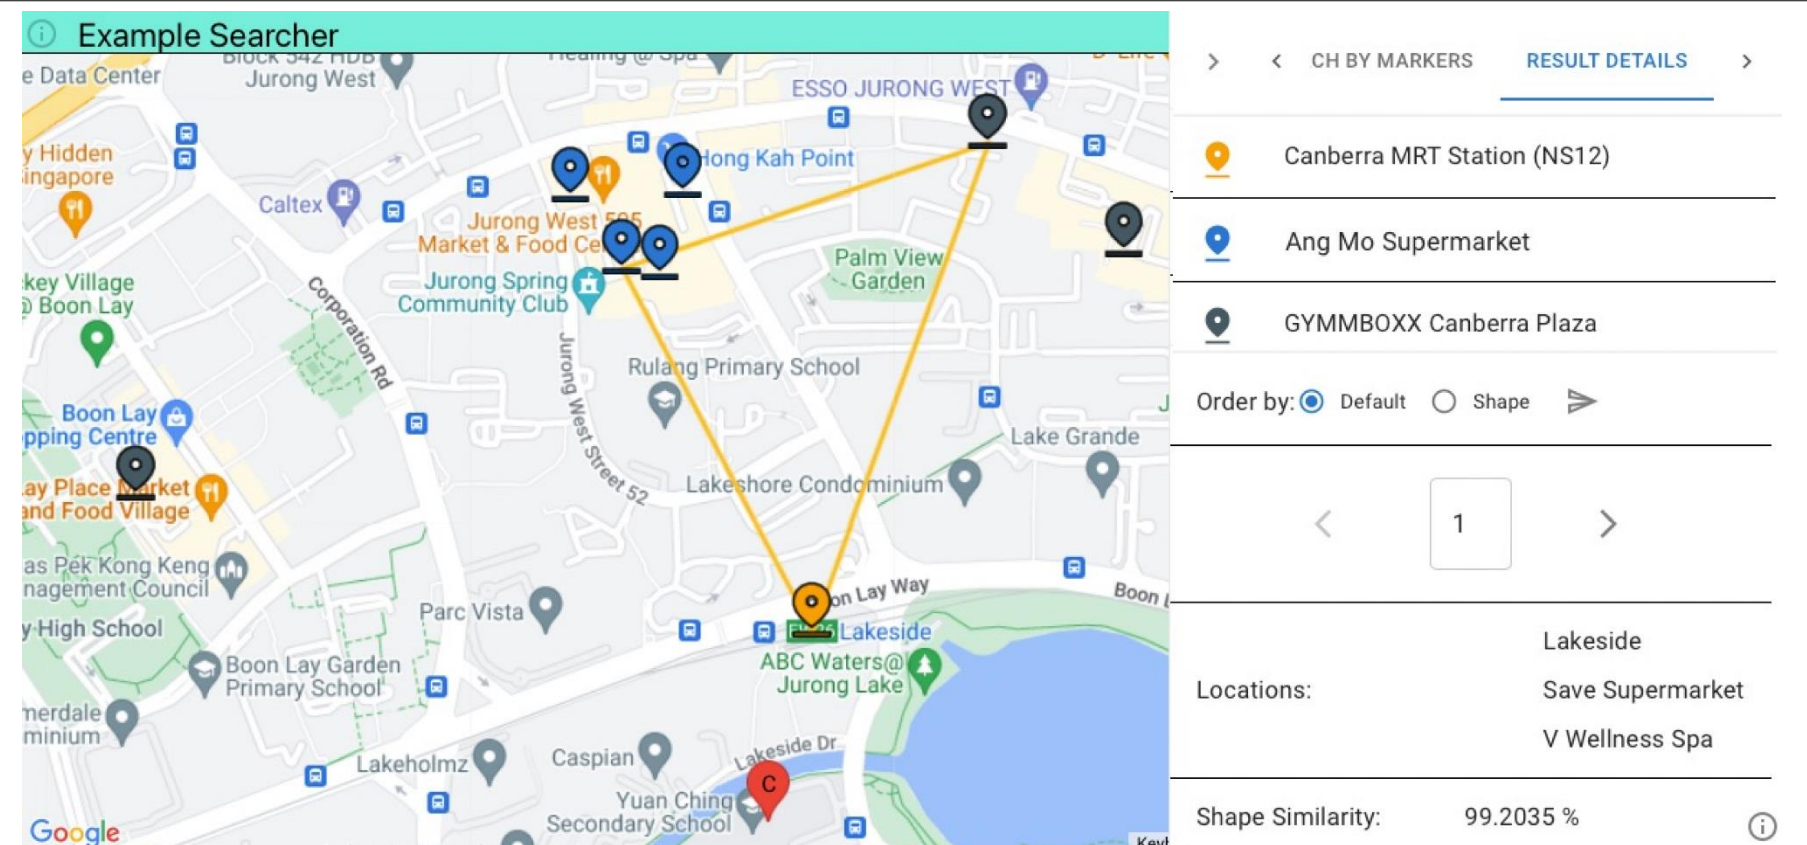 Example Searcher
e Data Center
Block 542 HDB
Jurong West
Healing @ Spa
ESSO JURONG WEST
y Hidden
ingapore
Caltex
Hong Kah Point
Jurong West 505
Market & Food Ce
Jurong Spring
Community Club
Palm View
Garden
key Village
@ Boon Lay
Corporation Rd
Jurong West Street 52
Rulang Primary School
Boon Lay
pping Centre
Lake Grande
Lakeshore Condominium
ay Place Market
and Food Village
as Pek Kong Keng
nagement Council
Parc Vista
on Lay Way
Boon L
y High School
Lakeside
ABC Waters@
Jurong Lake
Boon Lay Garden
Primary School
merdale
minium
Lakeholmz
Caspian
Lakeside Dr
C
Yuan Ching
Secondary School
Google
Keyb
CH BY MARKERS
RESULT DETAILS
Canberra MRT Station (NS12)
Ang Mo Supermarket
GYMMBOXX Canberra Plaza
Order by: Default Shape
1
Locations:
Lakeside
Save Supermarket
V Wellness Spa
Shape Similarity: 99.2035 %